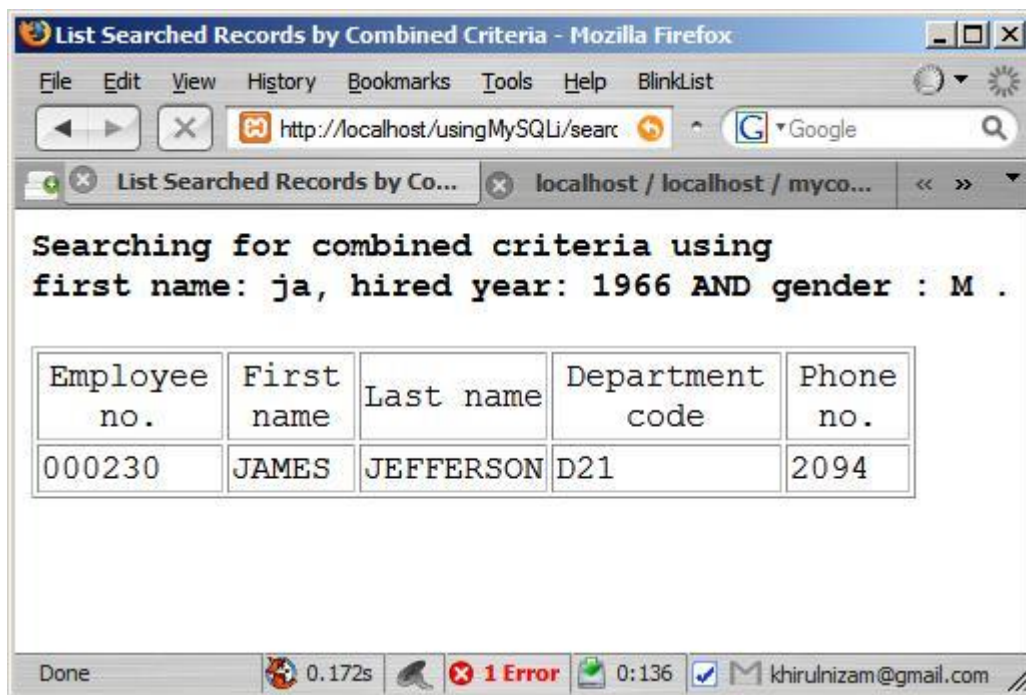 List Searched Records by Combined Criteria - Mozilla Firefox
File Edit View History Bookmarks Tools Help BlinkList
http://localhost/usingMySQLi/searc G Google
List Searched Records by Co... localhost / localhost / myco... « »
Searching for combined criteria using
first name: ja, hired year: 1966 AND gender : M .
Employee no. First name Last name Department code Phone no.
000230 JAMES JEFFERSON D21 2094
Done 0.172s 1 Error 0:136 khirulnizam@gmail.com